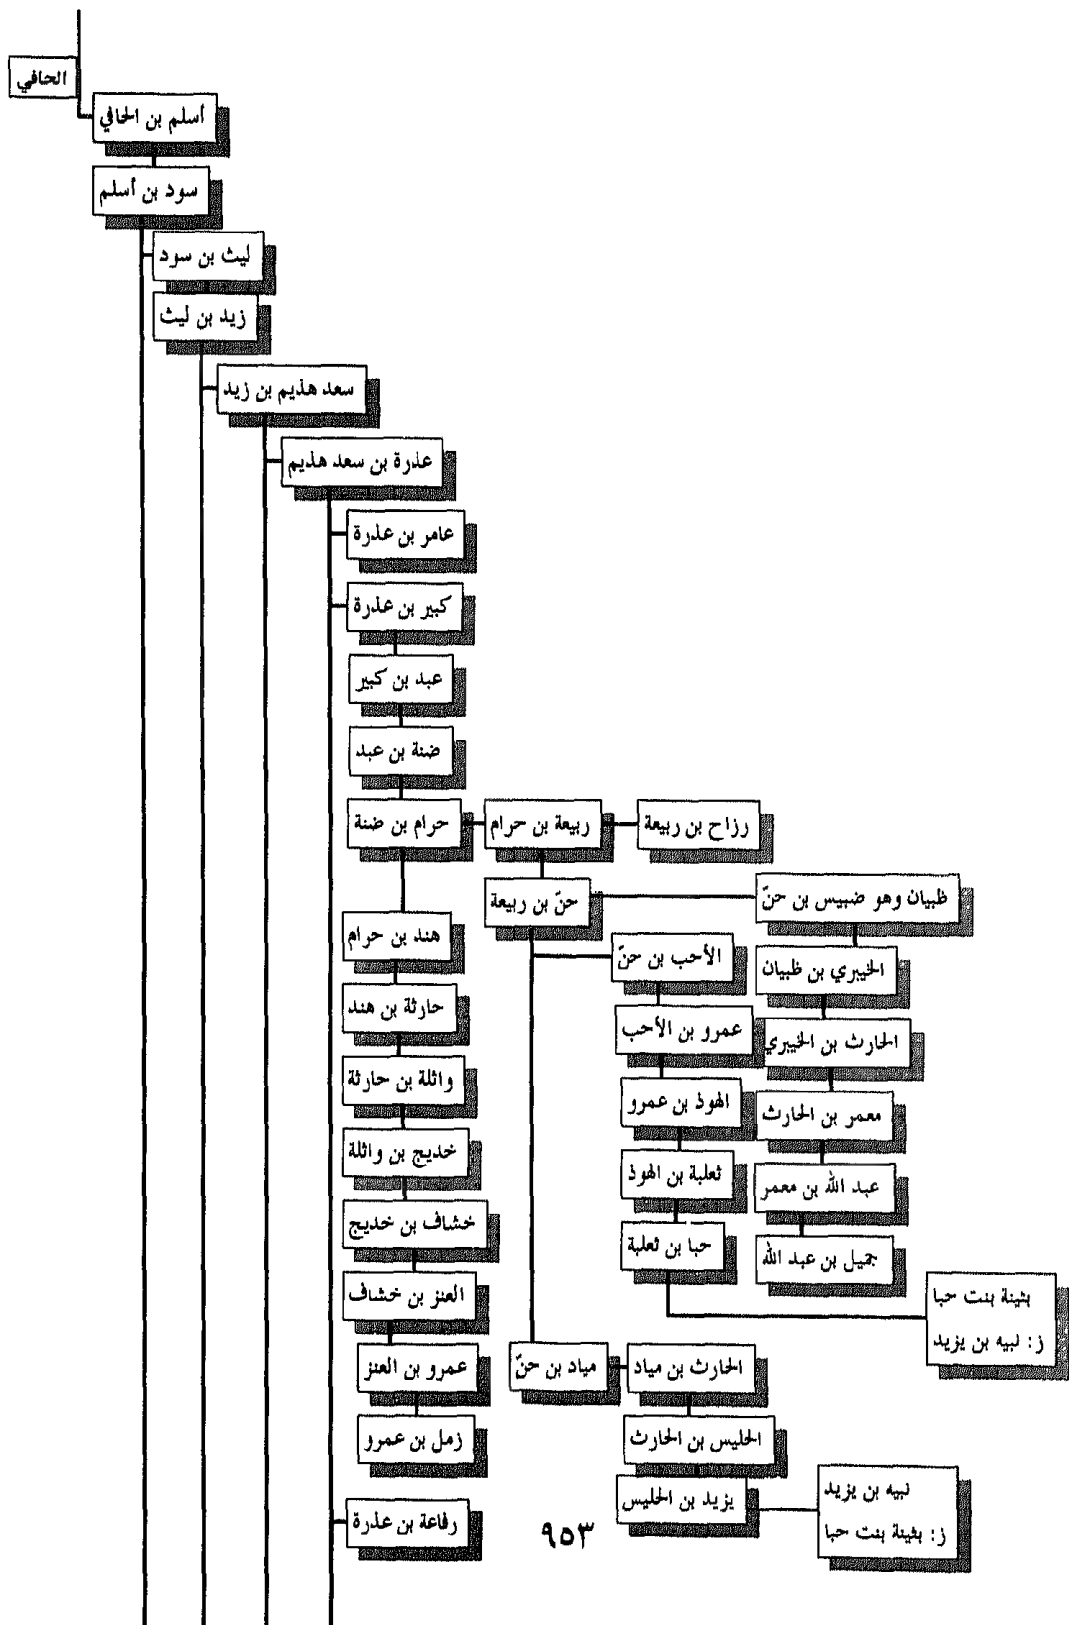 الحافي
أسلم بن الحافي
سود بن أسلم
ليث بن سود
زيد بن ليث
سعد هذيم بن زيد
عذرة بن سعد هذيم
عامر بن عذرة
كبير بن عذرة
عبد بن كبير
ضنة بن عبد
حرام بن ضنة
ربيعة بن حرام
رزاح بن ربيعة
حنّ بن ربيعة
ظبيان وهو ضبيس بن حنّ
هند بن حرام
الأحب بن حنّ
الخيبري بن ظبيان
حارثة بن هند
عمرو بن الأحب
الحارث بن الخيبري
واثلة بن حارثة
الهوذ بن عمرو
معمر بن الحارث
خديج بن واثلة
ثعلبة بن الهوذ
عبد الله بن معمر
خشاف بن خديج
حبا بن ثعلبة
جميل بن عبد الله
العنز بن خشاف
بثينة بنت حبا
ز: نبيه بن يزيد
عمرو بن العنز
مياد بن حنّ
الحارث بن مياد
زمل بن عمرو
الحليس بن الحارث
يزيد بن الحليس
نبيه بن يزيد
ز: بثينة بنت حبا
رفاعة بن عذرة
٩٥٣